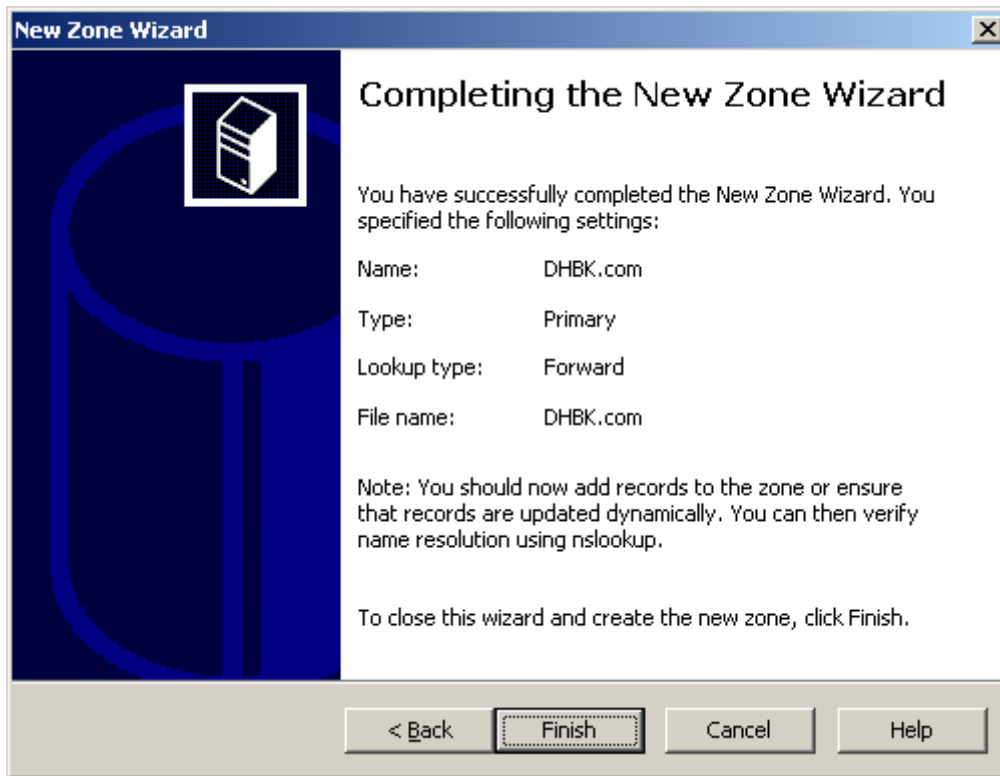 New Zone Wizard
Completing the New Zone Wizard
You have successfully completed the New Zone Wizard. You
specified the following settings:
Name: DHBK.com
Type: Primary
Lookup type: Forward
File name: DHBK.com
Note: You should now add records to the zone or ensure
that records are updated dynamically. You can then verify
name resolution using nslookup.
To close this wizard and create the new zone, click Finish.
< Back Finish Cancel Help